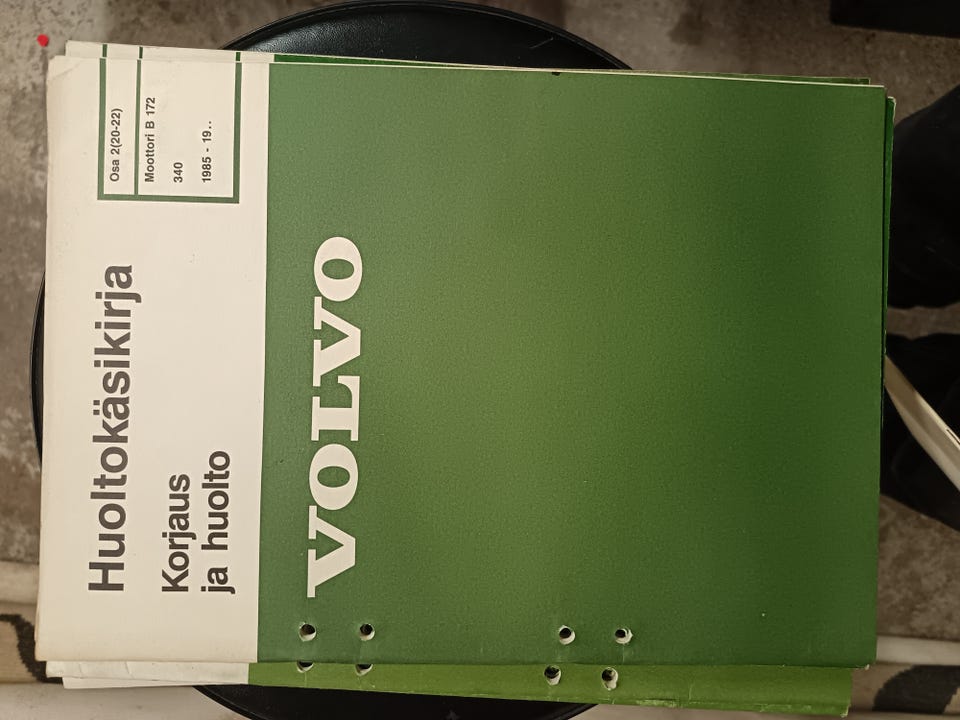 Huoltokäsikirja
Korjaus
ja huolto
Osa 2(20-22)
Moottori B 172
340
1985 - 19..
VOLVO